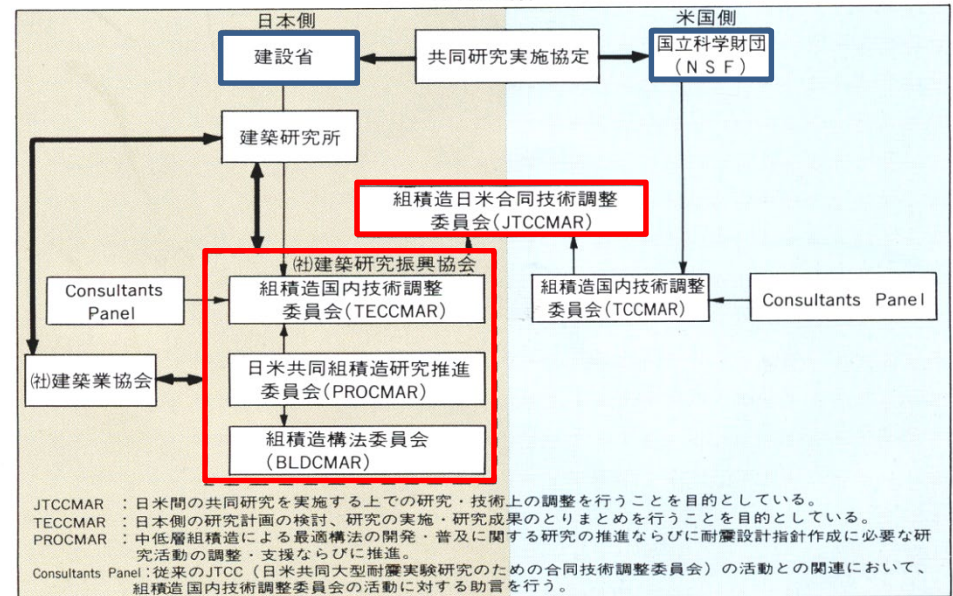 日本側
米国側
建設省
共同研究実施協定
国立科学財団
(NSF)
建築研究所
組積造日米合同技術調整
委員会(JTCCMAR)
(社)建築研究振興協会
Consultants
Panel
組積造国内技術調整
委員会(TECCMAR)
組積造国内技術調整
委員会(TCCMAR)
Consultants Panel
(社)建築業協会
日米共同組積造研究推進
委員会(PROCMAR)
組積造構法委員会
(BLDCMAR)
JTCCMAR :日米間の共同研究を実施する上での研究・技術上の調整を行うことを目的としている。
TECCMAR :日本側の研究計画の検討、研究の実施・研究成果のとりまとめを行うことを目的としている。
PROCMAR :中低層組積造による最適構法の開発・普及に関する研究の推進ならびに耐震設計指針作成に必要な研
究活動の調整・支援ならびに推進。
Consultants Panel:従来のJTCC(日米共同大型耐震実験研究のための合同技術調整委員会)の活動との関連において、
組積造国内技術調整委員会の活動に対する助言を行う。